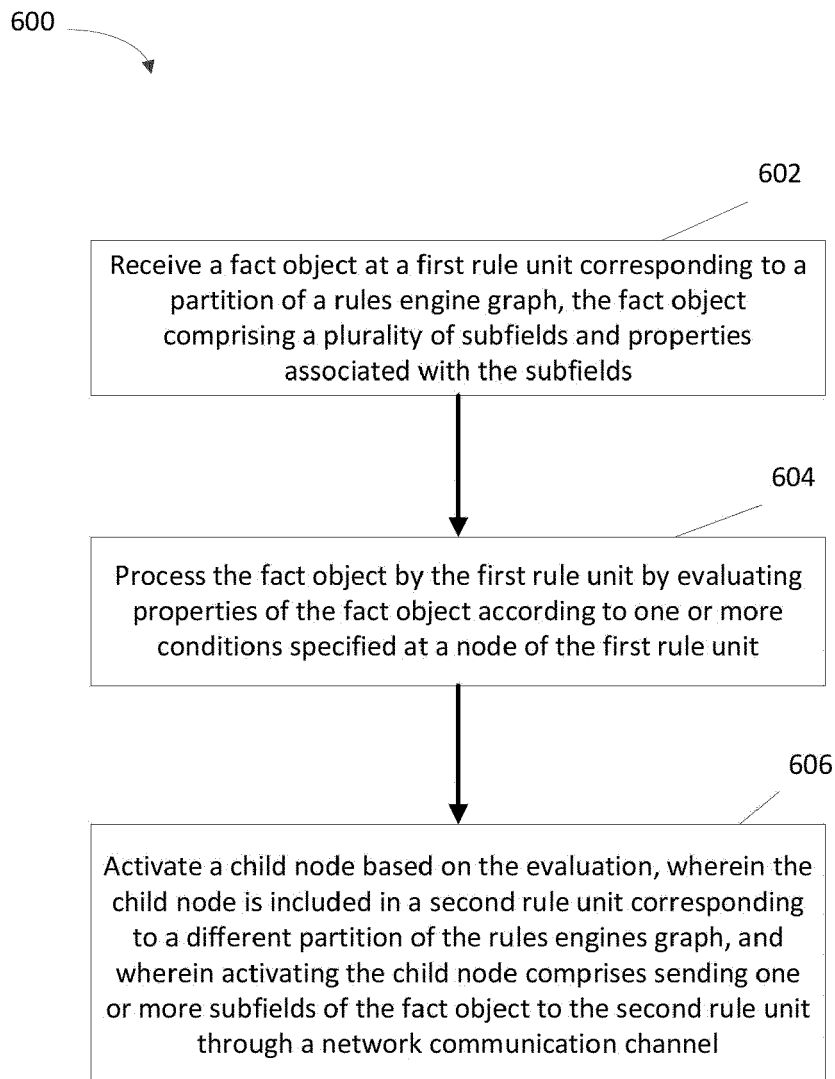 600
602
Receive a fact object at a first rule unit corresponding to a
partition of a rules engine graph, the fact object
comprising a plurality of subfields and properties
associated with the subfields
604
Process the fact object by the first rule unit by evaluating
properties of the fact object according to one or more
conditions specified at a node of the first rule unit
606
Activate a child node based on the evaluation, wherein the
child node is included in a second rule unit corresponding
to a different partition of the rules engines graph, and
wherein activating the child node comprises sending one
or more subfields of the fact object to the second rule unit
through a network communication channel